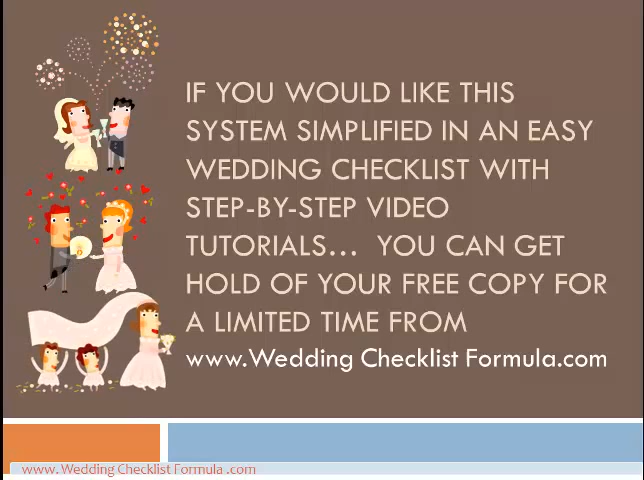 IF YOU WOULD LIKE THIS
SYSTEM SIMPLIFIED IN AN EASY
WEDDING CHECKLIST WITH
STEP-BY-STEP VIDEO
TUTORIALS... YOU CAN GET
HOLD OF YOUR FREE COPY FOR
A LIMITED TIME FROM
www.Wedding Checklist Formula.com
www. Wedding Checklist Formula .com